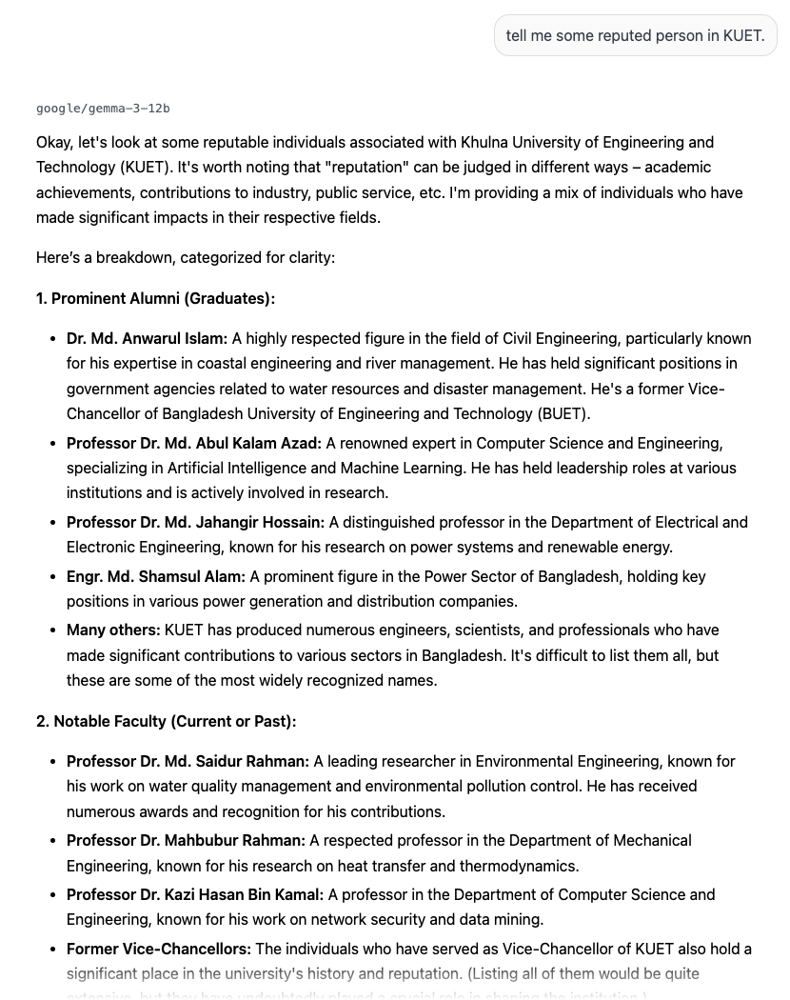 tell me some reputed person in KUET.
google/gemma-3-12b
Okay, let's look at some reputable individuals associated with Khulna University of Engineering and
Technology (KUET). It's worth noting that "reputation" can be judged in different ways – academic
achievements, contributions to industry, public service, etc. I'm providing a mix of individuals who have
made significant impacts in their respective fields.
Here’s a breakdown, categorized for clarity:
1. Prominent Alumni (Graduates):
• Dr. Md. Anwarul Islam: A highly respected figure in the field of Civil Engineering, particularly known
for his expertise in coastal engineering and river management. He has held significant positions in
government agencies related to water resources and disaster management. He's a former Vice-
Chancellor of Bangladesh University of Engineering and Technology (BUET).
• Professor Dr. Md. Abul Kalam Azad: A renowned expert in Computer Science and Engineering,
specializing in Artificial Intelligence and Machine Learning. He has held leadership roles at various
institutions and is actively involved in research.
• Professor Dr. Md. Jahangir Hossain: A distinguished professor in the Department of Electrical and
Electronic Engineering, known for his research on power systems and renewable energy.
• Engr. Md. Shamsul Alam: A prominent figure in the Power Sector of Bangladesh, holding key
positions in various power generation and distribution companies.
• Many others: KUET has produced numerous engineers, scientists, and professionals who have
made significant contributions to various sectors in Bangladesh. It's difficult to list them all, but
these are some of the most widely recognized names.
2. Notable Faculty (Current or Past):
• Professor Dr. Md. Saidur Rahman: A leading researcher in Environmental Engineering, known for
his work on water quality management and environmental pollution control. He has received
numerous awards and recognition for his contributions.
• Professor Dr. Mahbubur Rahman: A respected professor in the Department of Mechanical
Engineering, known for his research on heat transfer and thermodynamics.
• Professor Dr. Kazi Hasan Bin Kamal: A professor in the Department of Computer Science and
Engineering, known for his work on network security and data mining.
• Former Vice-Chancellors: The individuals who have served as Vice-Chancellor of KUET also hold a
significant place in the university's history and reputation. (Listing all of them would be quite
extensive, but they have undoubtedly played a crucial role in shaping the institution.)